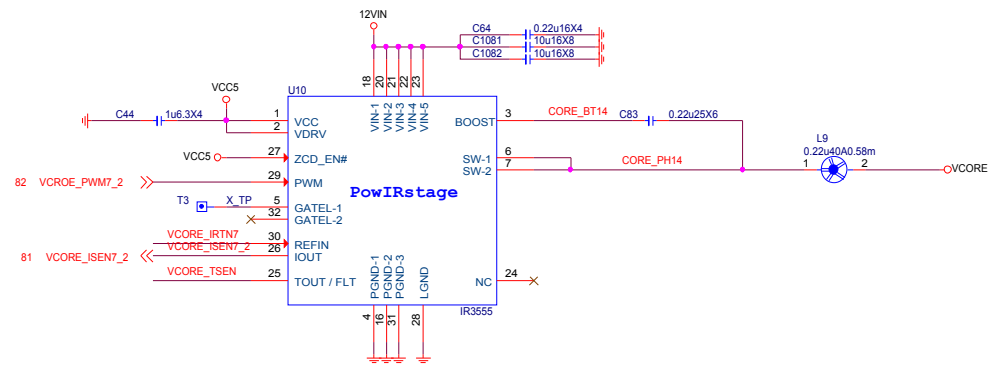 12VIN
C64 0.22u16X4
C1081 10u16X8
C1082 10u16X8
18 20 21 22 23
VCC5
U10
C44 1u6.3X4
1 VCC
2 VDRV
VIN-1 VIN-2 VIN-3 VIN-4 VIN-5
BOOST 3 CORE_BT14 C83 0.22u25X6
VCC5 27 ZCD_EN#
SW-1 6
SW-2 7 CORE_PH14
L9
0.22u40A0.58m
1 2 VCORE
82 VCROE_PWM7_2 29 PWM
PowIRstage
T3 X_TP 5 GATEL-1
32 GATEL-2
VCORE_IRTN7 30 REFIN
VCORE_ISEN7_2 26 IOUT
81 VCORE_ISEN7_2
VCORE_TSEN 25 TOUT / FLT
PGND-1 PGND-2 PGND-3 LGND
NC 24
IR3555
4 16 31 28